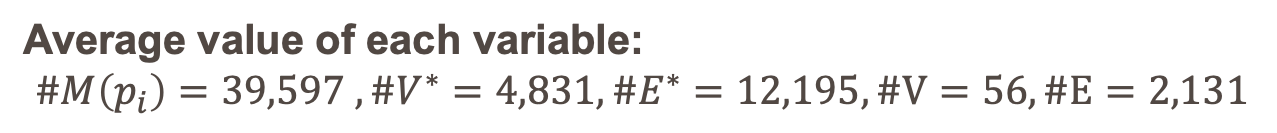 Average value of each variable:
#M(pᵢ) = 39,597 , #V* = 4,831, #E* = 12,195, #V = 56, #E = 2,131